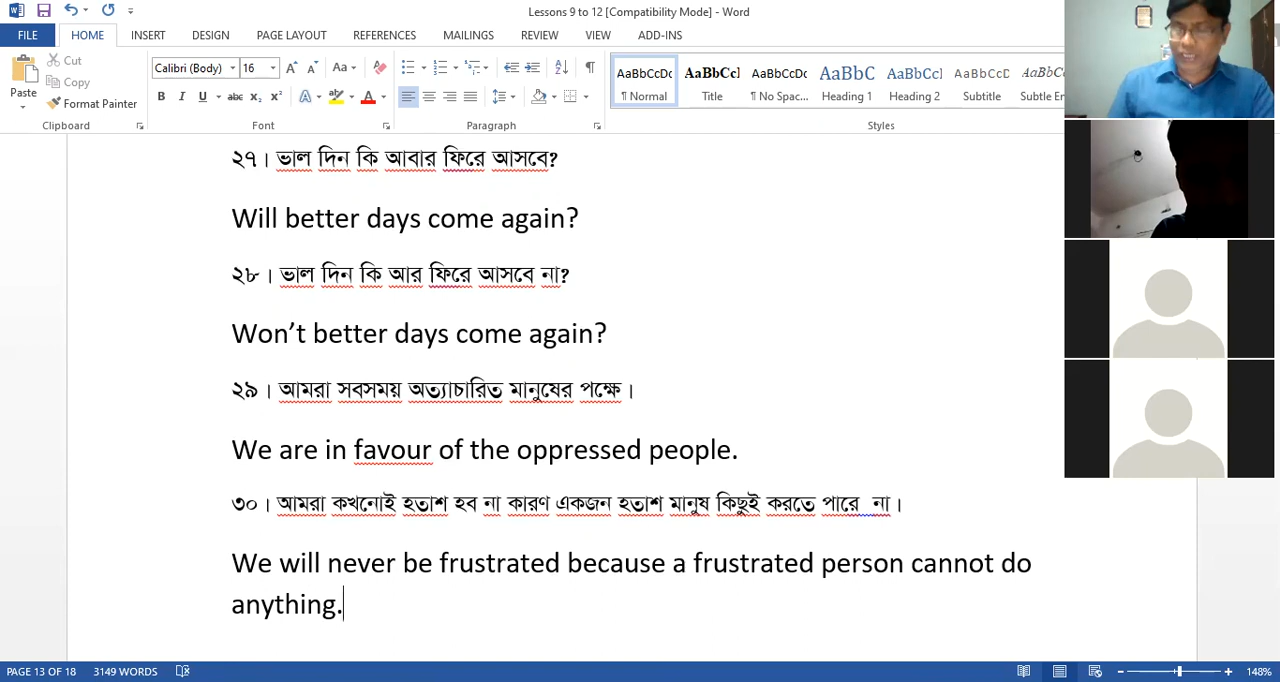 Lessons 9 to 12 [Compatibility Mode] - Word
FILE HOME INSERT DESIGN PAGE LAYOUT REFERENCES MAILINGS REVIEW VIEW ADD-INS
Cut
Copy
Format Painter
Paste
Calibri (Body) 16
Clipboard Font Paragraph Styles
AaBbCcDc AaBbCcI AaBbCcDc AaBbC AaBbCcI AaBbCcD AaBbCcDc
¶ Normal Title ¶ No Spac... Heading 1 Heading 2 Subtitle Subtle Em
২৭। ভাল দিন কি আবার ফিরে আসবে?
Will better days come again?
২৮। ভাল দিন কি আর ফিরে আসবে না?
Won’t better days come again?
২৯। আমরা সবসময় অত্যাচারিত মানুষের পক্ষে।
We are in favour of the oppressed people.
৩০। আমরা কখনোই হতাশ হব না কারণ একজন হতাশ মানুষ কিছুই করতে পারে না।
We will never be frustrated because a frustrated person cannot do
anything.
PAGE 13 OF 18 3149 WORDS 148%